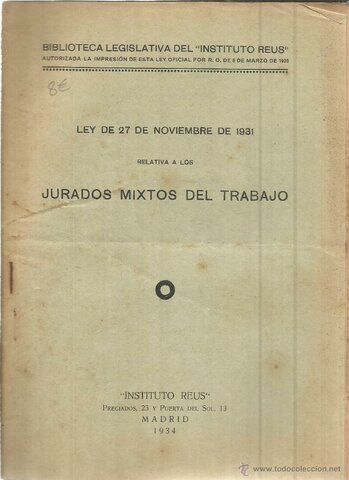 BIBLIOTECA LEGISLATIVA DEL "INSTITUTO REUS"
AUTORIZADA LA IMPRESIÓN DE ESTA LEY OFICIAL POR R. O. DE 8 DE MARZO DE 1925
8€
LEY DE 27 DE NOVIEMBRE DE 1931
RELATIVA A LOS
JURADOS MIXTOS DEL TRABAJO
"INSTITUTO REUS"
PRECIADOS, 23 Y PUERTA DEL SOL, 13
MADRID
1934
© www.todocoleccion.net